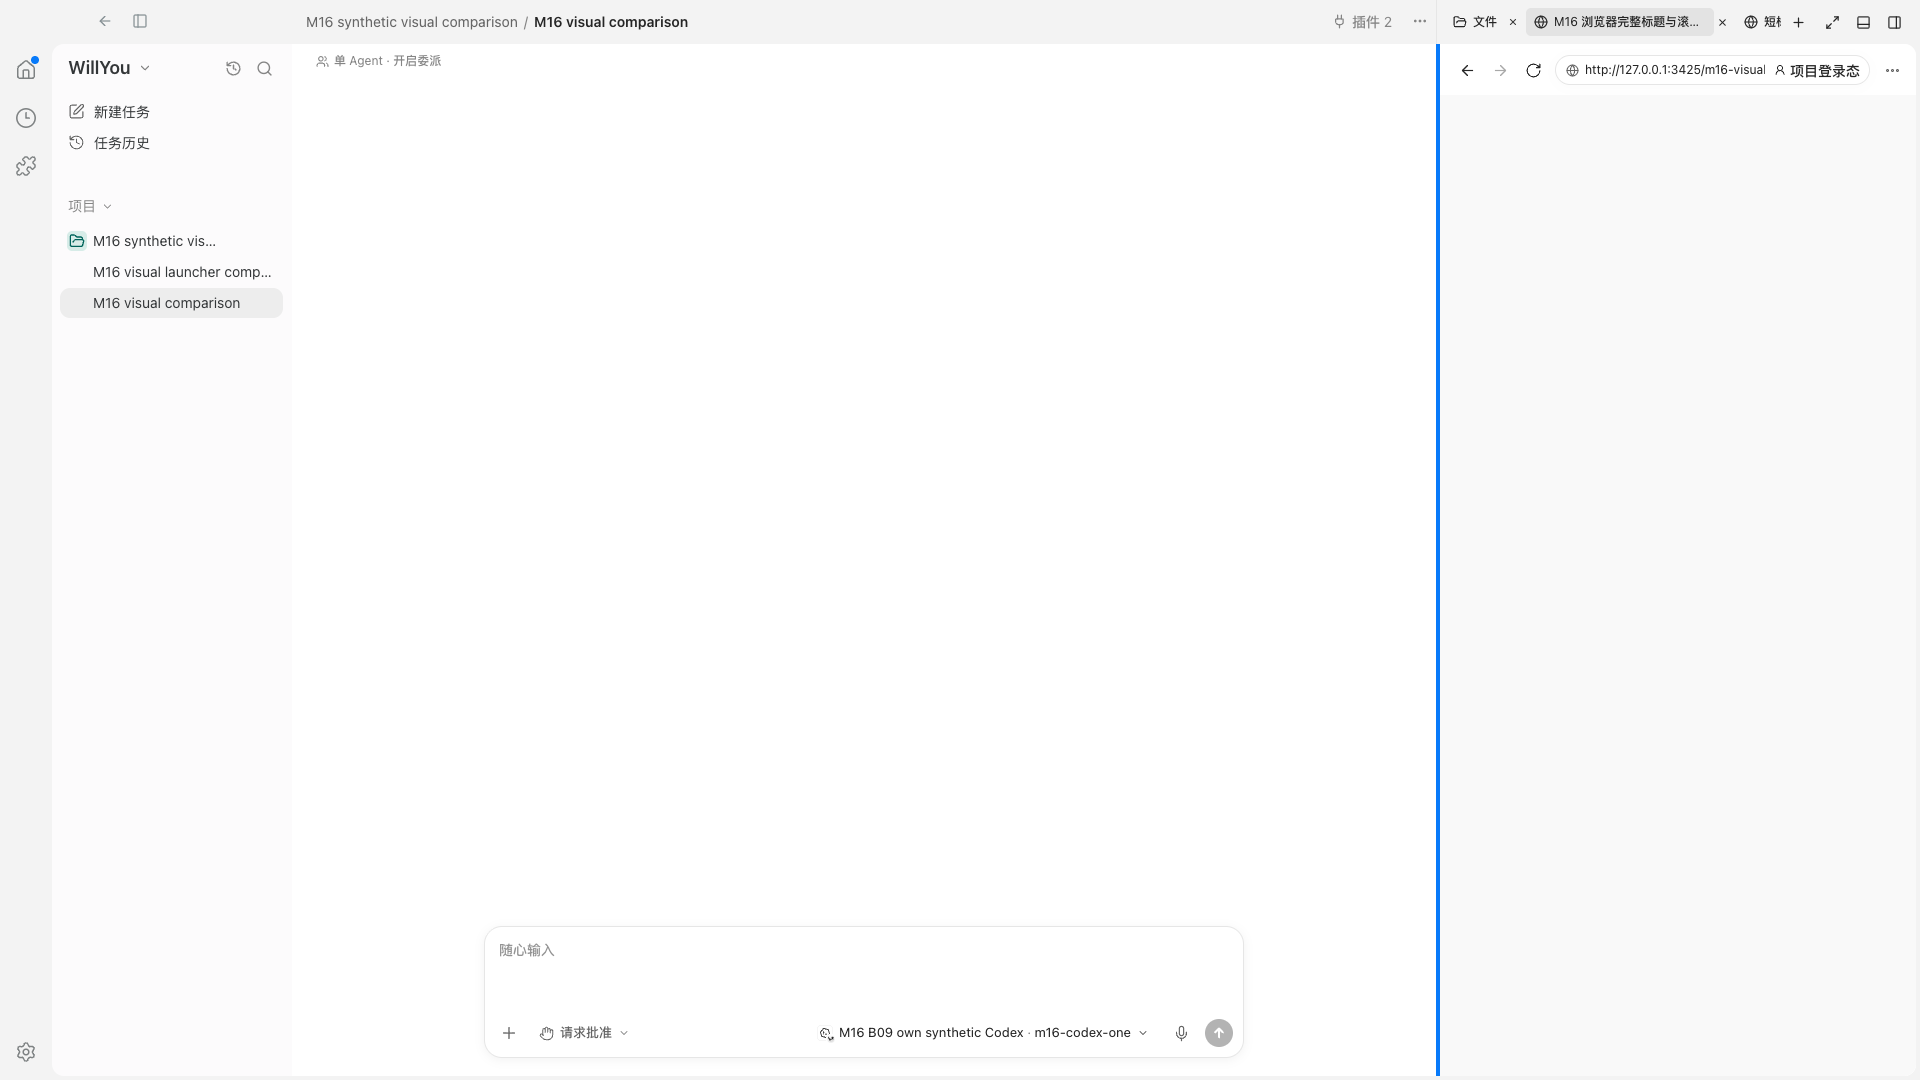 M16 synthetic visual comparison / M16 visual comparison
插件 2
文件
M16 浏览器完整标题与滚...
WillYou
单 Agent · 开启委派
http://127.0.0.1:3425/m16-visual
项目登录态
新建任务
任务历史
项目
M16 synthetic vis...
M16 visual launcher comp...
M16 visual comparison
随心输入
请求批准
M16 B09 own synthetic Codex · m16-codex-one